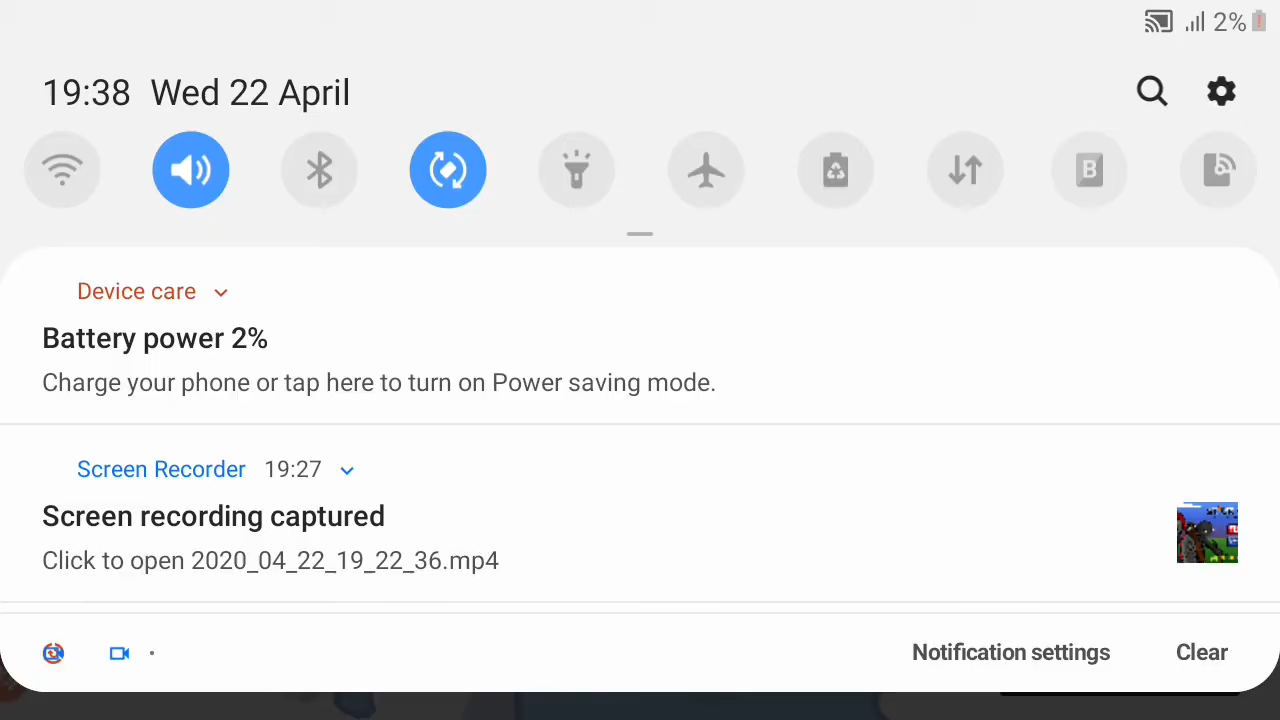 2%
19:38 Wed 22 April
B
Device care
Battery power 2%
Charge your phone or tap here to turn on Power saving mode.
Screen Recorder 19:27
Screen recording captured
Click to open 2020_04_22_19_22_36.mp4
Notification settings Clear